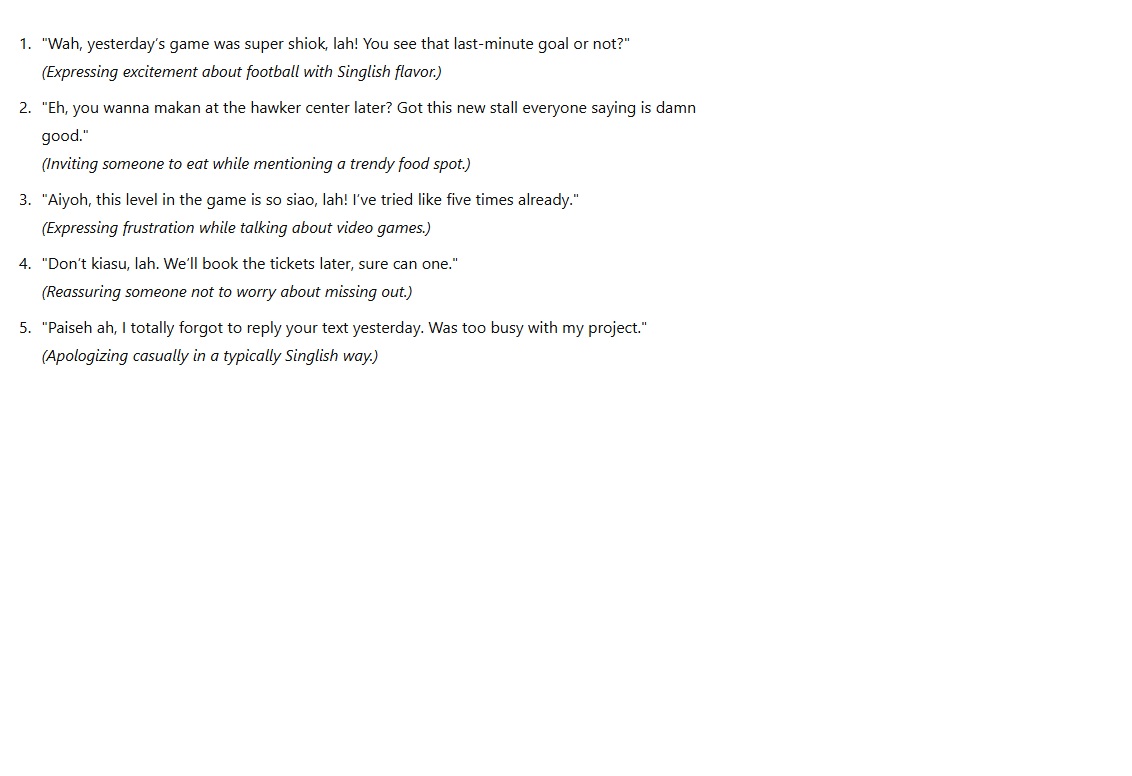 1. "Wah, yesterday's game was super shiok, lah! You see that last-minute goal or not?"
(Expressing excitement about football with Singlish flavor.)
2. "Eh, you wanna makan at the hawker center later? Got this new stall everyone saying is damn
good."
(Inviting someone to eat while mentioning a trendy food spot.)
3. "Aiyoh, this level in the game is so siao, lah! I've tried like five times already."
(Expressing frustration while talking about video games.)
4. "Don't kiasu, lah. We'll book the tickets later, sure can one."
(Reassuring someone not to worry about missing out.)
5. "Paiseh ah, I totally forgot to reply your text yesterday. Was too busy with my project."
(Apologizing casually in a typically Singlish way.)